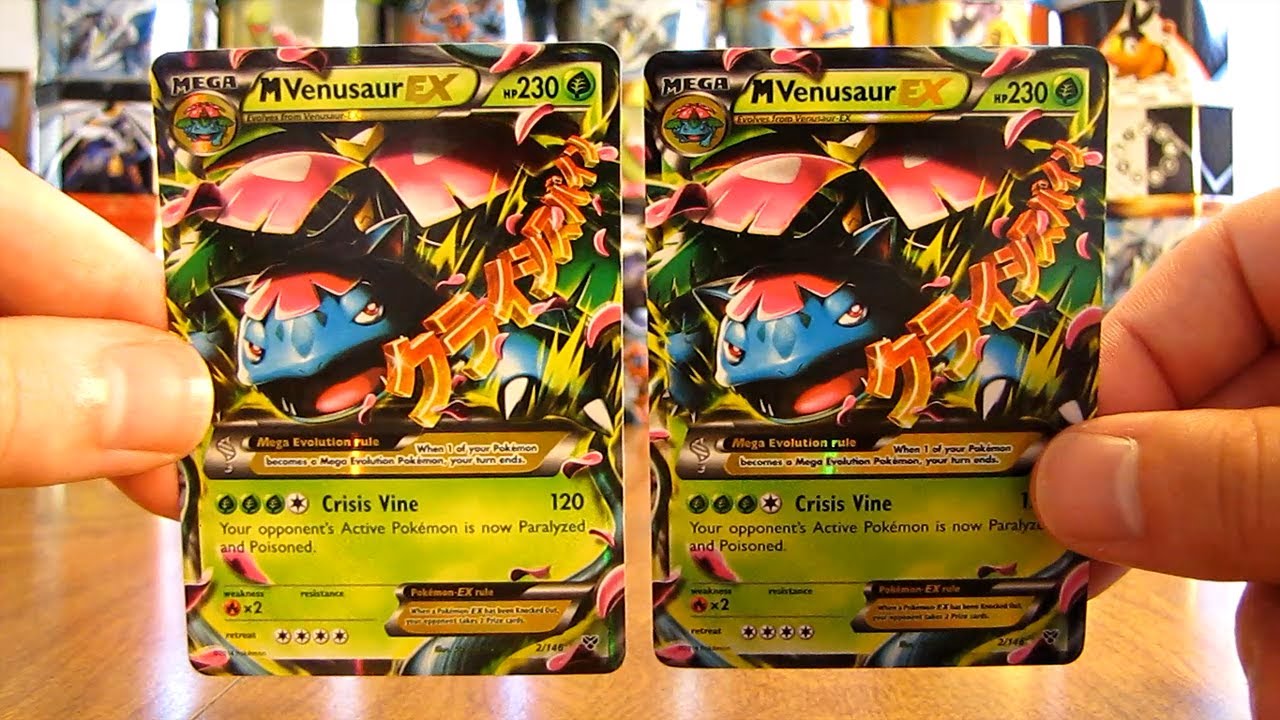 MEGA
M Venusaur EX
HP 230
Evolves from Venusaur-EX
クライシスバイン
Mega Evolution rule
When 1 of your Pokémon
becomes a Mega Evolution Pokémon, your turn ends.
Crisis Vine 120
Your opponent's Active Pokémon is now Paralyzed
and Poisoned.
weakness resistance
×2
retreat
Pokémon-EX rule
When a Pokémon-EX has been Knocked Out,
your opponent takes 2 Prize cards.
2/146
MEGA
M Venusaur EX
HP 230
Evolves from Venusaur-EX
クライシスバイン
Mega Evolution rule
When 1 of your Pokémon
becomes a Mega Evolution Pokémon, your turn ends.
Crisis Vine
Your opponent's Active Pokémon is now Paralyzed
and Poisoned.
weakness resistance
×2
retreat
Pokémon-EX rule
When a Pokémon-EX has been Knocked Out,
your opponent takes 2 Prize cards.
2/146